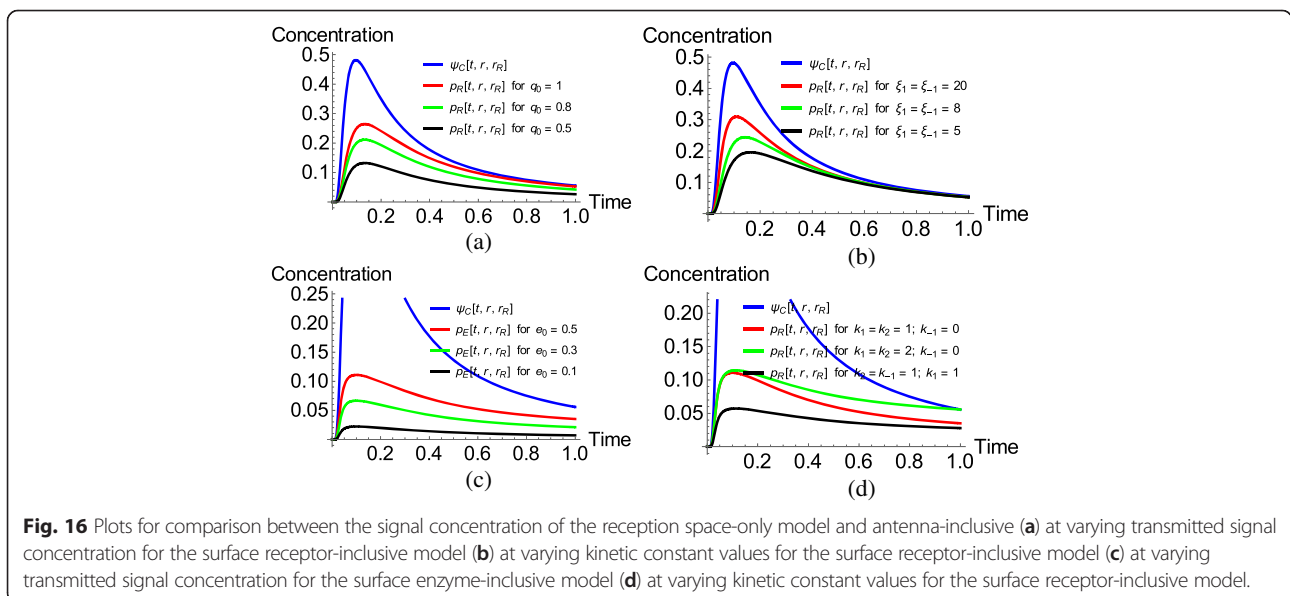 Concentration
0.5
0.4
0.3
0.2
0.1
ψC[t, r, rR]
pR[t, r, rR] for q0 = 1
pR[t, r, rR] for q0 = 0.8
pR[t, r, rR] for q0 = 0.5
Time
0.2 0.4 0.6 0.8 1.0
(a)
Concentration
0.5
0.4
0.3
0.2
0.1
ψC[t, r, rR]
pR[t, r, rR] for ξ1 = ξ−1 = 20
pR[t, r, rR] for ξ1 = ξ−1 = 8
pR[t, r, rR] for ξ1 = ξ−1 = 5
Time
0.2 0.4 0.6 0.8 1.0
(b)
Concentration
0.25
0.20
0.15
0.10
0.05
ψC[t, r, rR]
pE[t, r, rR] for e0 = 0.5
pE[t, r, rR] for e0 = 0.3
pE[t, r, rR] for e0 = 0.1
Time
0.2 0.4 0.6 0.8 1.0
(c)
Concentration
0.20
0.15
0.10
0.05
ψC[t, r, rR]
pR[t, r, rR] for k1 = k2 = 1; k−1 = 0
pR[t, r, rR] for k1 = k2 = 2; k−1 = 0
pR[t, r, rR] for k2 = k−1 = 1; k1 = 1
Time
0.2 0.4 0.6 0.8 1.0
(d)
Fig. 16 Plots for comparison between the signal concentration of the reception space-only model and antenna-inclusive (a) at varying transmitted signal
concentration for the surface receptor-inclusive model (b) at varying kinetic constant values for the surface receptor-inclusive model (c) at varying
transmitted signal concentration for the surface enzyme-inclusive model (d) at varying kinetic constant values for the surface receptor-inclusive model.